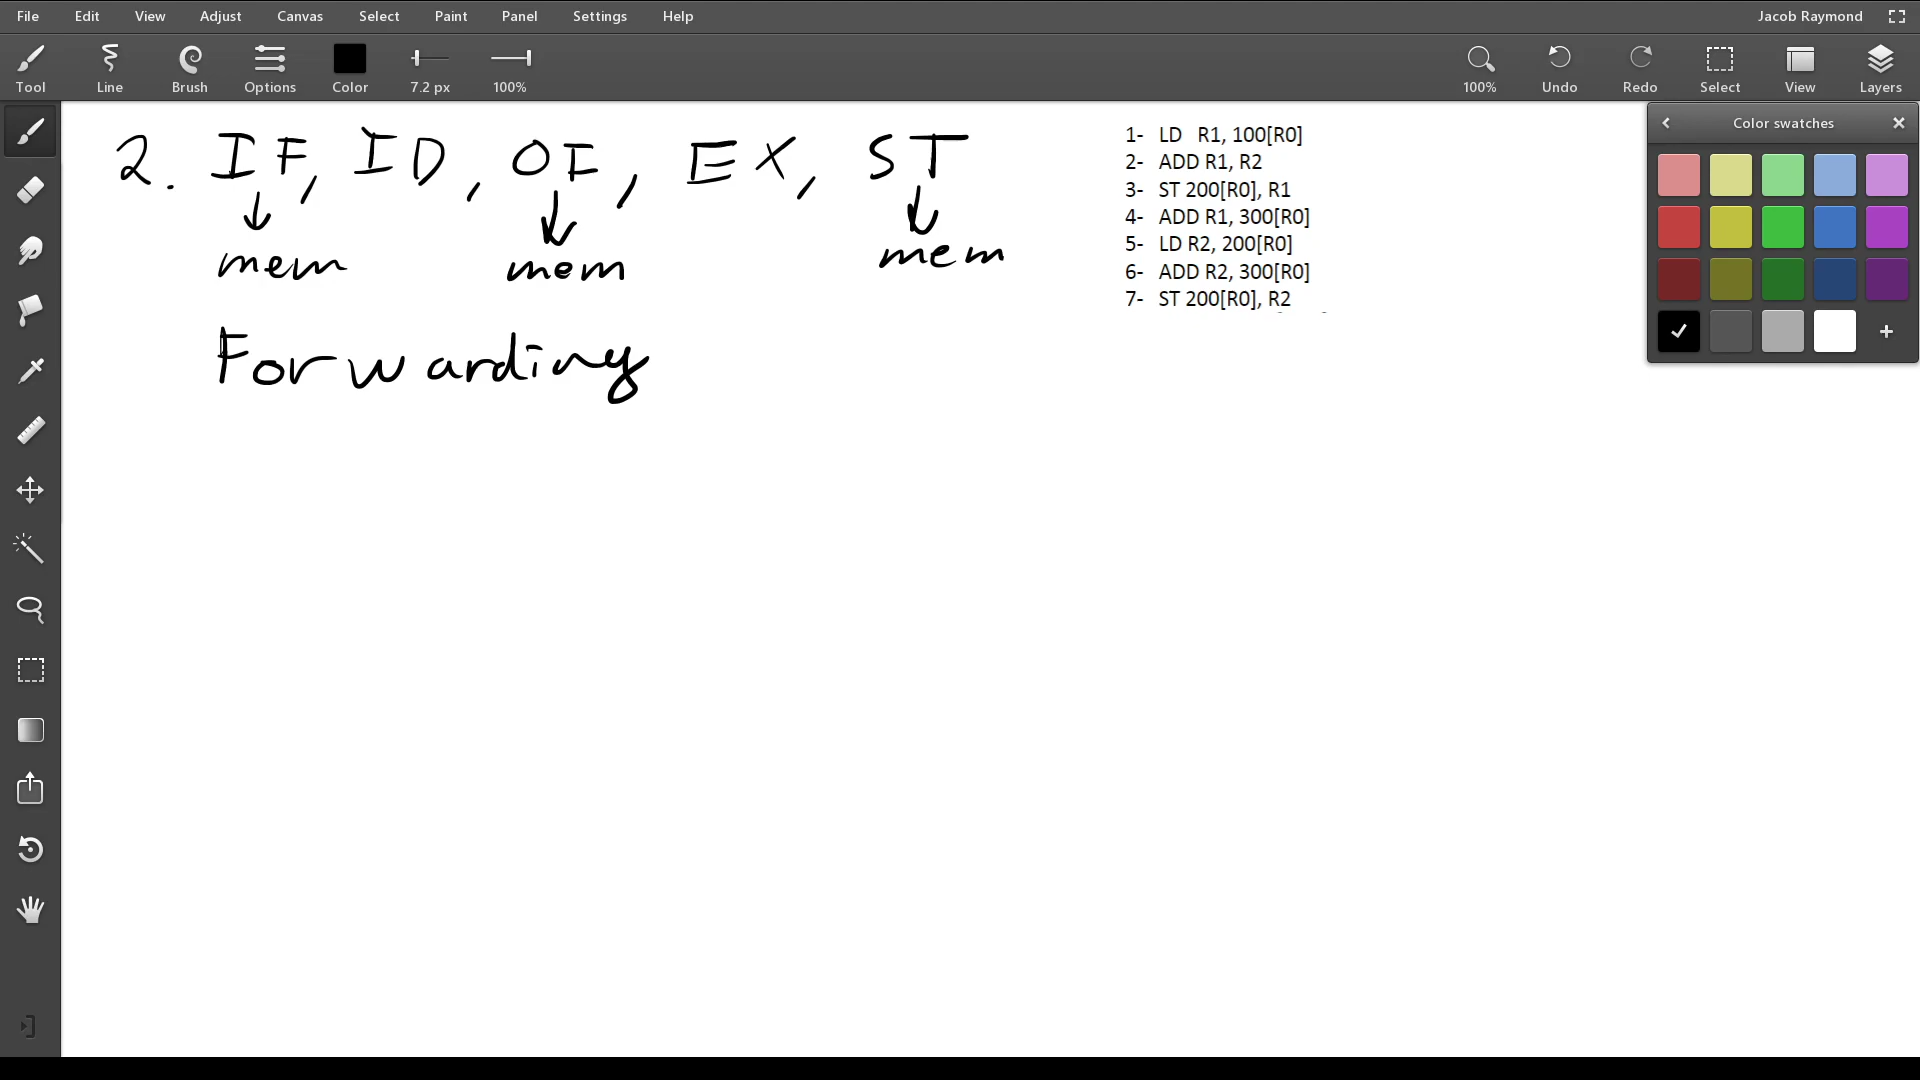 File Edit View Adjust Canvas Select Paint Panel Settings Help Jacob Raymond
Tool Line Brush Options Color 7.2 px 100% 100% Undo Redo Select View Layers
Color swatches
2. IF, ID, OF, EX, ST
mem mem mem
Forwarding
1- LD R1, 100[R0]
2- ADD R1, R2
3- ST 200[R0], R1
4- ADD R1, 300[R0]
5- LD R2, 200[R0]
6- ADD R2, 300[R0]
7- ST 200[R0], R2